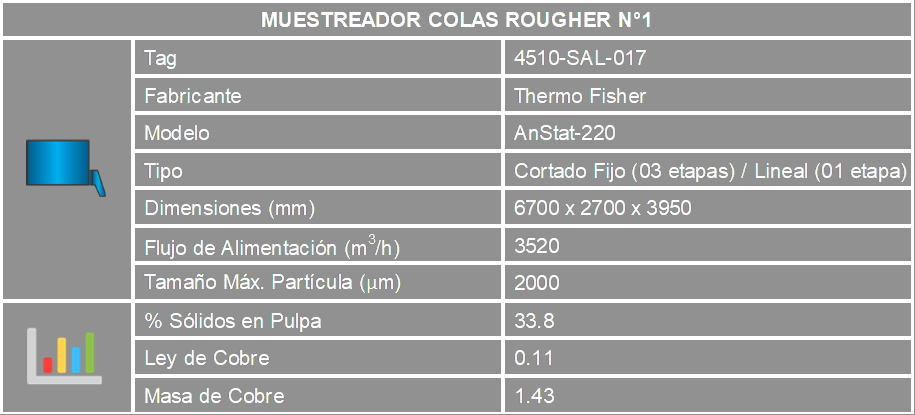 MUESTREADOR COLAS ROUGHER N°1
Tag 4510-SAL-017
Fabricante Thermo Fisher
Modelo AnStat-220
Tipo Cortado Fijo (03 etapas) / Lineal (01 etapa)
Dimensiones (mm) 6700 x 2700 x 3950
Flujo de Alimentación (m³/h) 3520
Tamaño Máx. Partícula (µm) 2000
% Sólidos en Pulpa 33.8
Ley de Cobre 0.11
Masa de Cobre 1.43